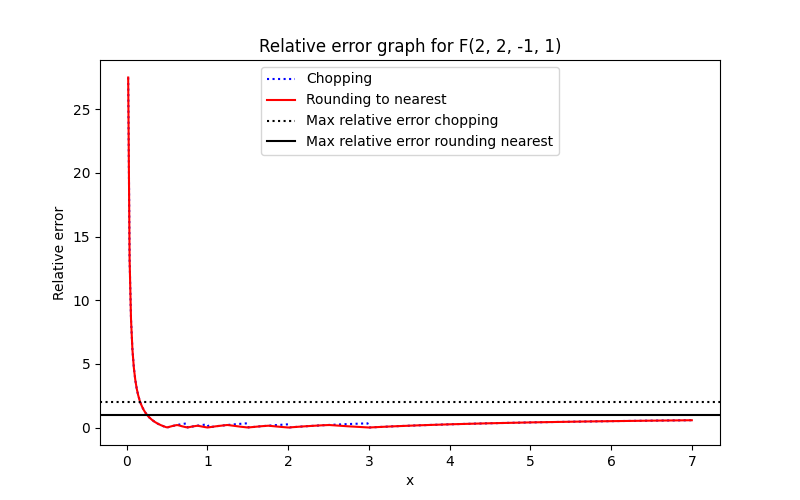 Relative error graph for F(2, 2, -1, 1)
Chopping
Rounding to nearest
Max relative error chopping
Max relative error rounding nearest
Relative error
25
20
15
10
5
0
0 1 2 3 4 5 6 7
x